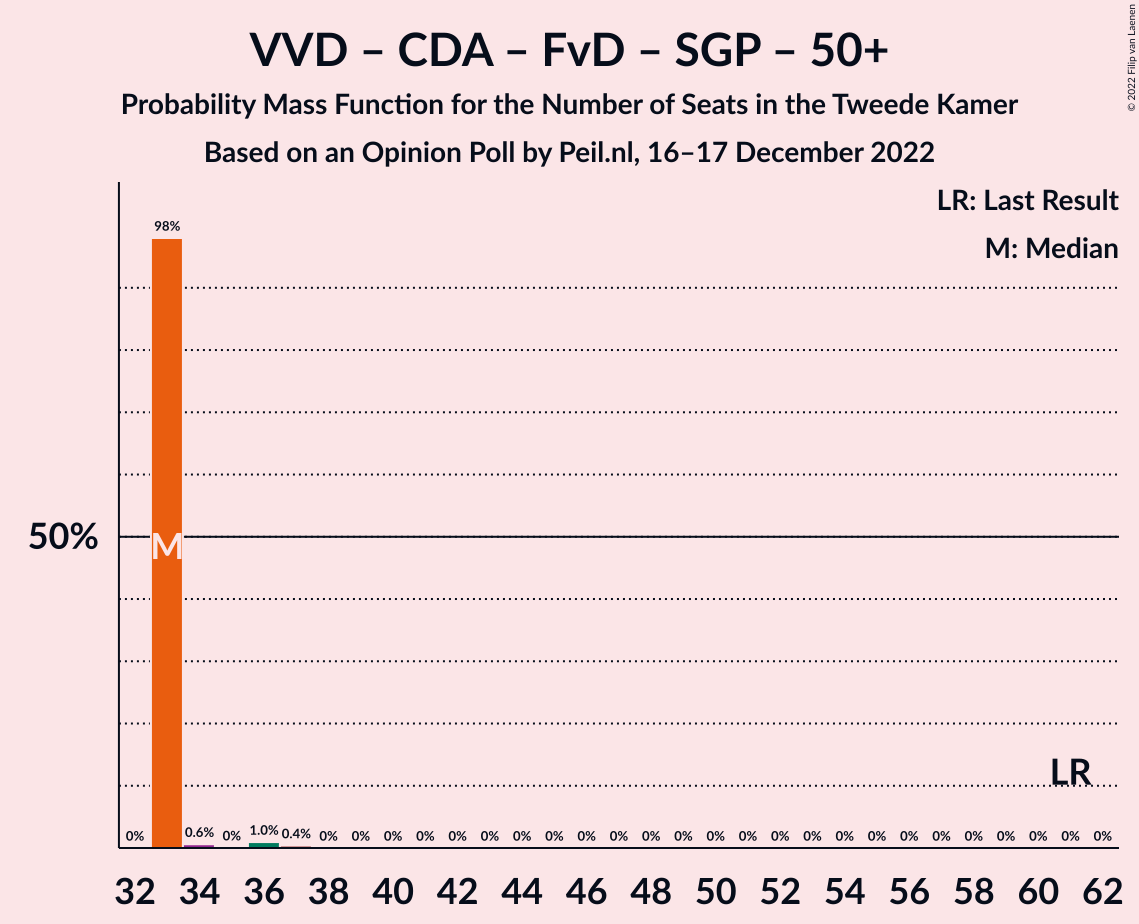 VVD – CDA – FvD – SGP – 50+
Probability Mass Function for the Number of Seats in the Tweede Kamer
Based on an Opinion Poll by Peil.nl, 16–17 December 2022
© 2022 Filip van Laenen
LR: Last Result
M: Median
98%
50%
M
LR
0% 0.6% 0% 1.0% 0.4% 0% 0% 0% 0% 0% 0% 0% 0% 0% 0% 0% 0% 0% 0% 0% 0% 0% 0% 0% 0% 0% 0% 0% 0% 0%
32 34 36 38 40 42 44 46 48 50 52 54 56 58 60 62